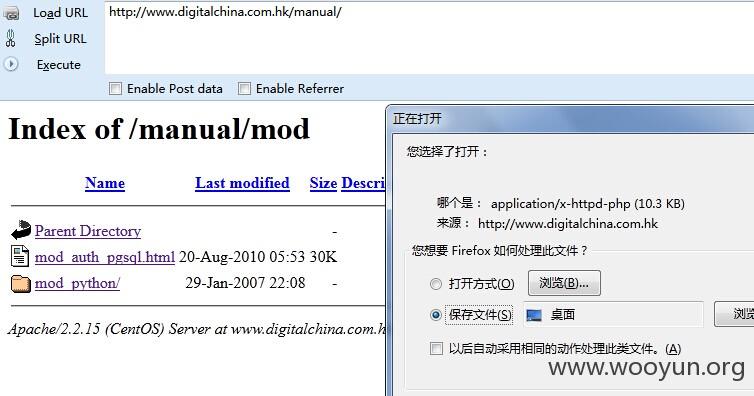 Load URL
http://www.digitalchina.com.hk/manual/
Split URL
Execute
Enable Post data
Enable Referrer
Index of /manual/mod
Name Last modified Size Descri
Parent Directory -
mod_auth_pgsql.html 20-Aug-2010 05:53 30K
mod_python/ 29-Jan-2007 22:08 -
Apache/2.2.15 (CentOS) Server at www.digitalchina.com.h
正在打开
您选择了打开：
哪个是： application/x-httpd-php (10.3 KB)
来源： http://www.digitalchina.com.hk
您想要 Firefox 如何处理此文件？
打开方式(O) 浏览(B)...
保存文件(S) 桌面 浏览
以后自动采用相同的动作处理此类文件。(A)
www.wooyun.org